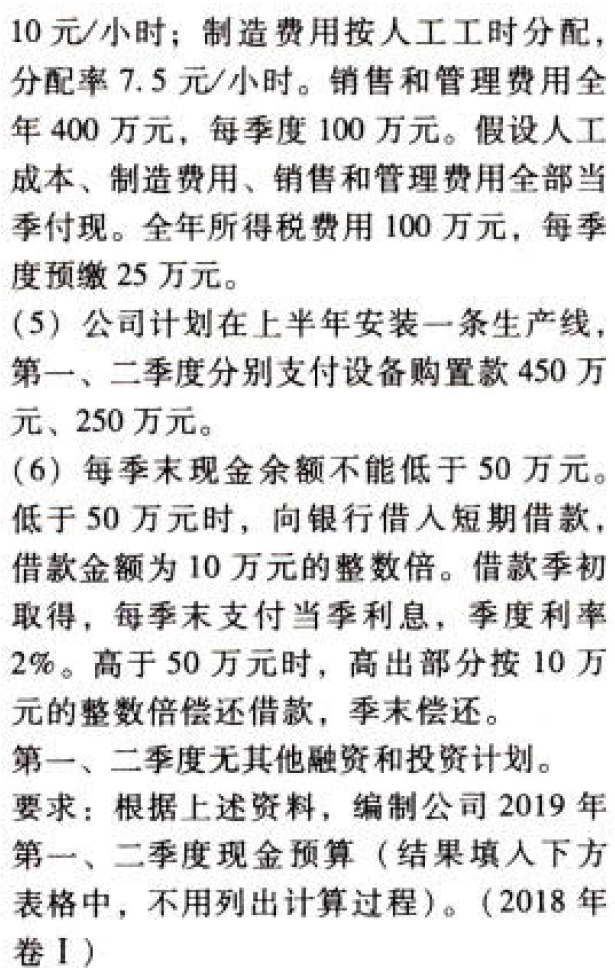 10 元/小时；制造费用按人工工时分配，
分配率 7.5 元/小时。销售和管理费用全
年 400 万元，每季度 100 万元。假设人工
成本、制造费用、销售和管理费用全部当
季付现。全年所得税费用 100 万元，每季
度预缴 25 万元。
(5) 公司计划在上半年安装一条生产线，
第一、二季度分别支付设备购置款 450 万
元、250 万元。
(6) 每季末现金余额不能低于 50 万元。
低于 50 万元时，向银行借入短期借款，
借款金额为 10 万元的整数倍。借款季初
取得，每季末支付当季利息，季度利率
2%。高于 50 万元时，高出部分按 10 万
元的整数倍偿还借款，季末偿还。
第一、二季度无其他融资和投资计划。
要求：根据上述资料，编制公司 2019 年
第一、二季度现金预算（结果填入下方
表格中，不用列出计算过程）。（2018 年
卷Ⅰ）